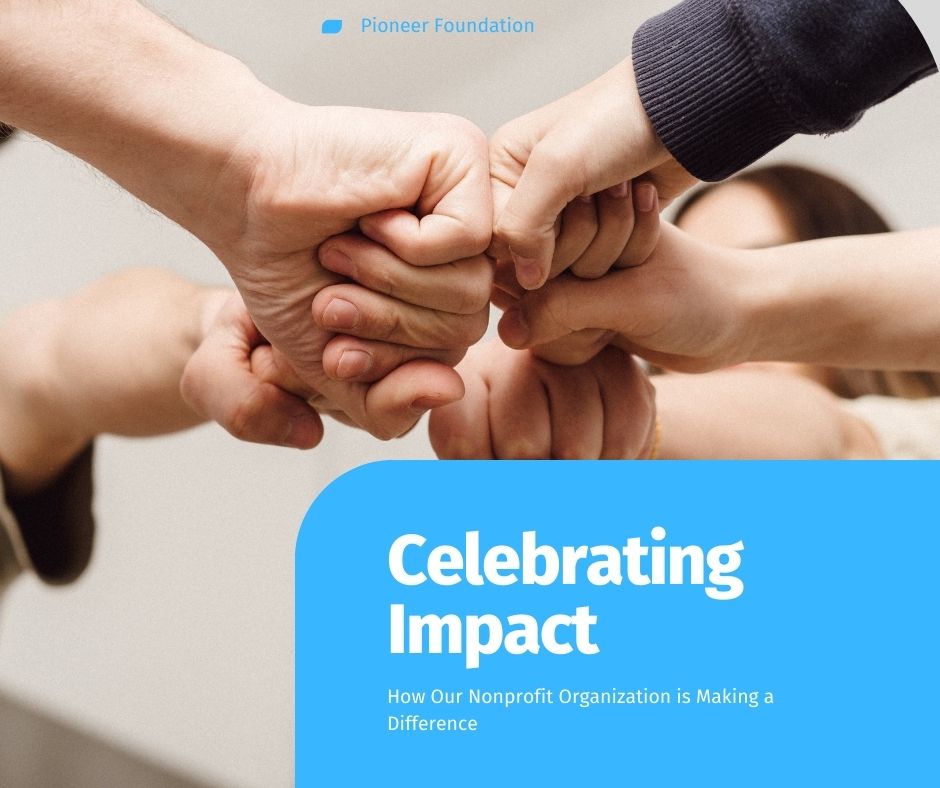 Pioneer Foundation
Celebrating
Impact
How Our Nonprofit Organization is Making a
Difference